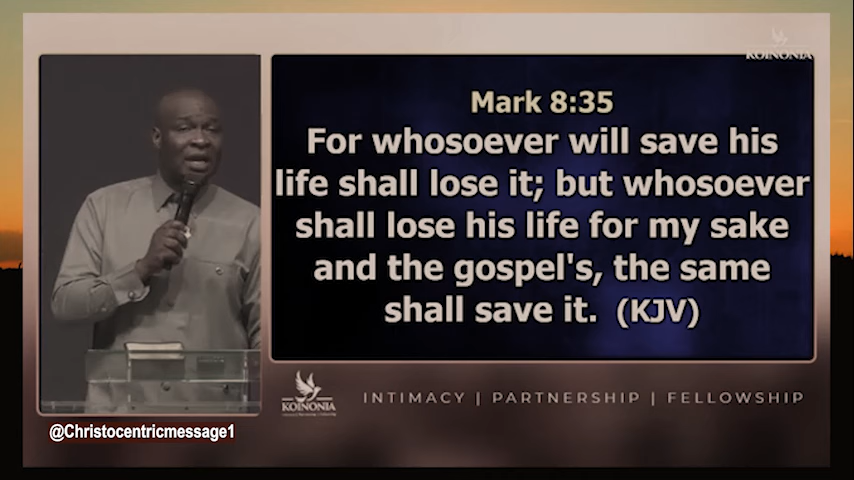 KOINONIA
Mark 8:35
For whosoever will save his
life shall lose it; but whosoever
shall lose his life for my sake
and the gospel's, the same
shall save it. (KJV)
KOINONIA
INTIMACY | PARTNERSHIP | FELLOWSHIP
@Christocentricmessage1